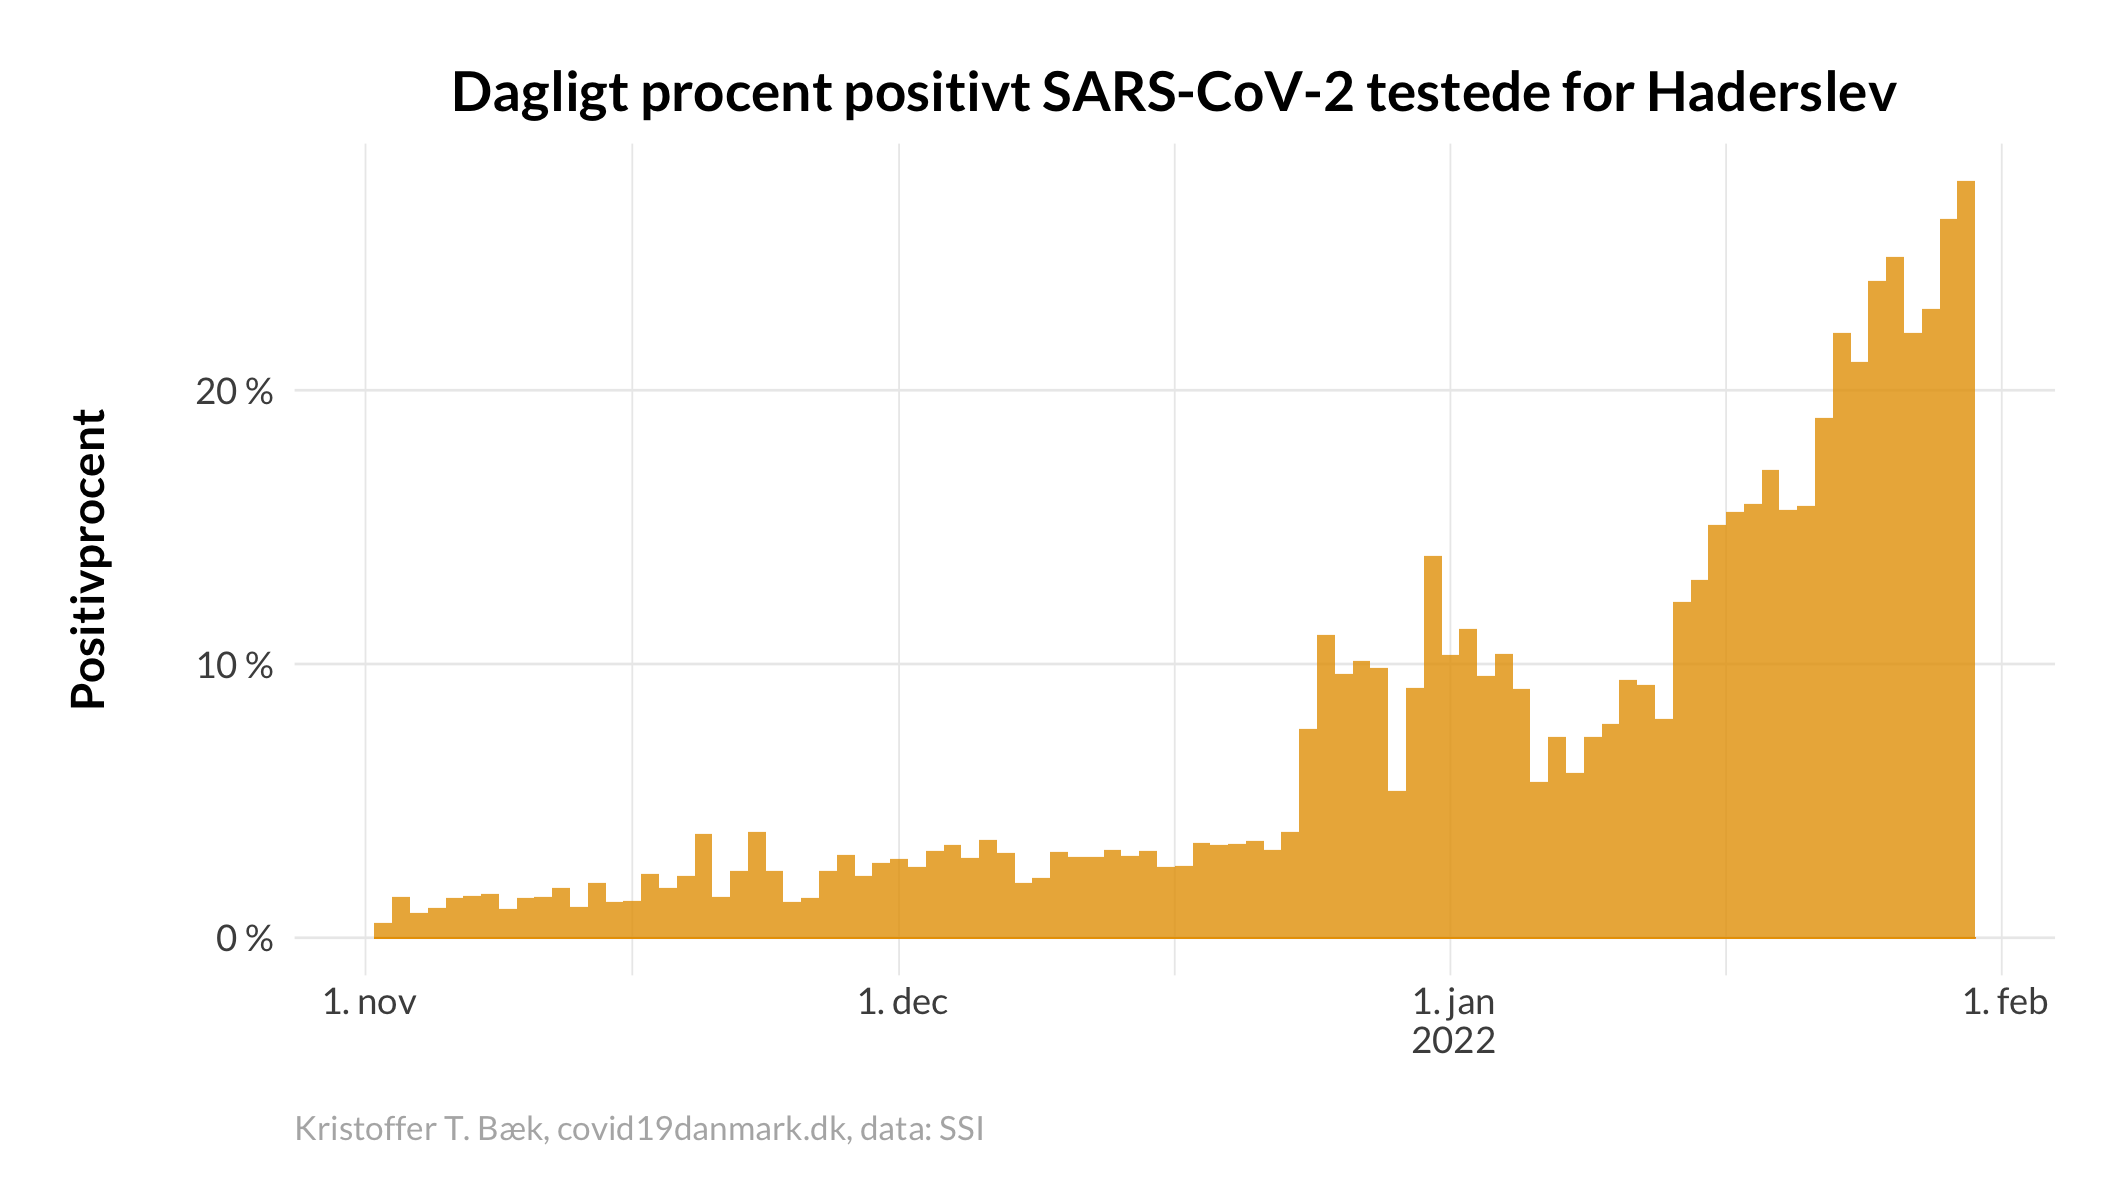 Dagligt procent positivt SARS-CoV-2 testede for Haderslev
Positivprocent
20 %
10 %
0 %
1. nov
1. dec
1. jan
2022
1. feb
Kristoffer T. Bæk, covid19danmark.dk, data: SSI